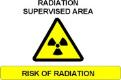 RADIATION
SUPERVISED AREA
RISK OF RADIATION